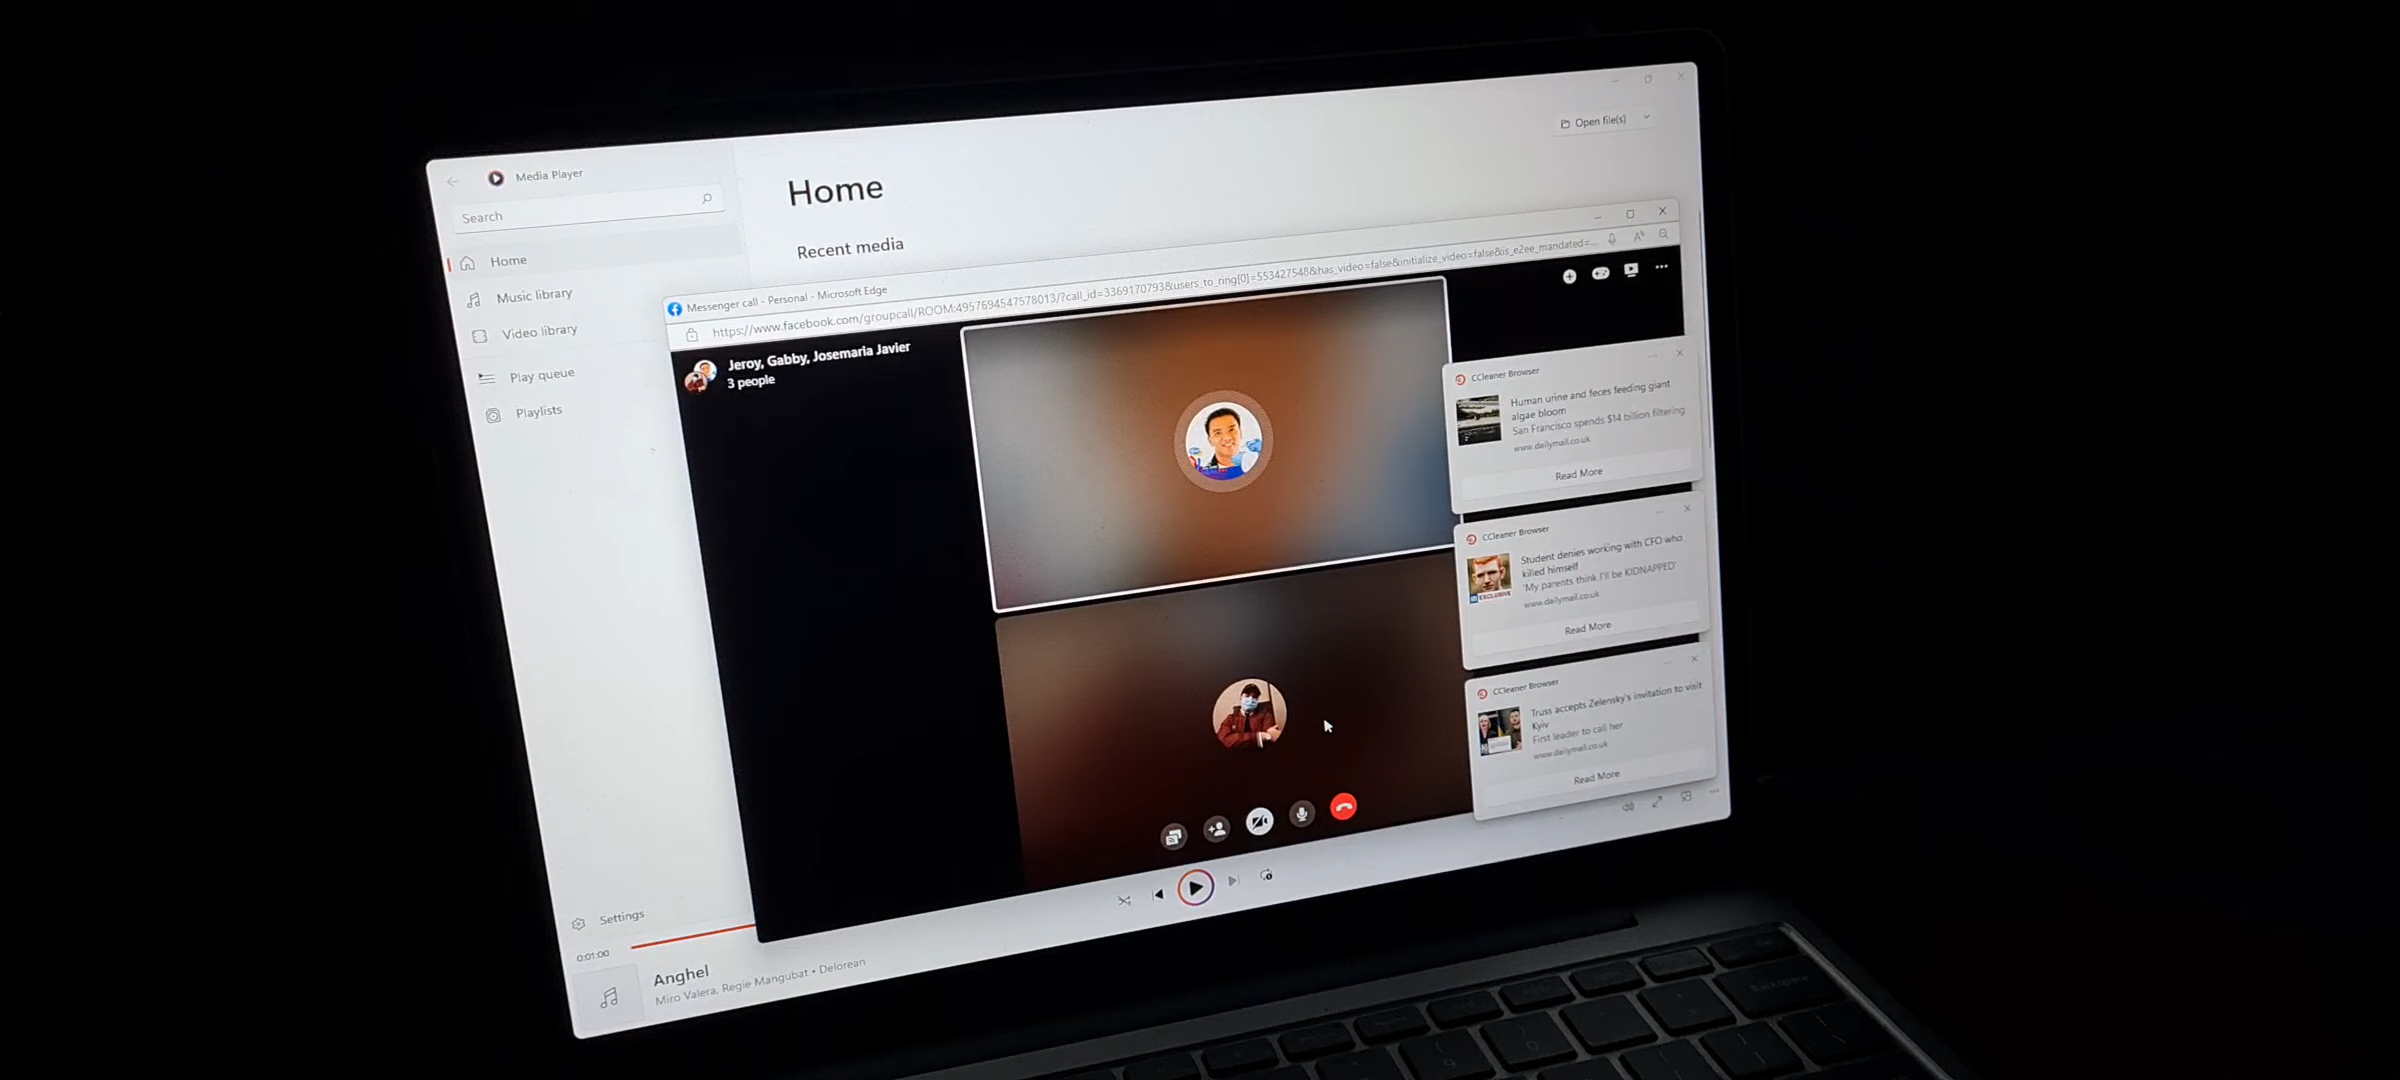 Media Player
Search
Home
Music library
Video library
Play queue
Playlists
Settings
Home
Recent media
Open file(s)
Messenger call - Personal - Microsoft Edge
https://www.facebook.com/groupcall/ROOM:4957694547578013/?call_id=3369170793&users_to_ring[0]=553427548&has_video=false&initialize_video=false&is_e2ee_mandated=...
Jeroy, Gabby, Josemaria Javier
3 people
CCleaner Browser
Human urine and feces feeding giant
algae bloom
San Francisco spends $14 billion filtering
www.dailymail.co.uk
Read More
CCleaner Browser
Student denies working with CFO who
killed himself
'My parents think I'll be KIDNAPPED'
www.dailymail.co.uk
EXCLUSIVE
Read More
CCleaner Browser
Truss accepts Zelensky's invitation to visit
Kyiv
First leader to call her
www.dailymail.co.uk
Read More
0:01:00
Anghel
Miro Valera, Regie Mangubat • Delorean
Backspace